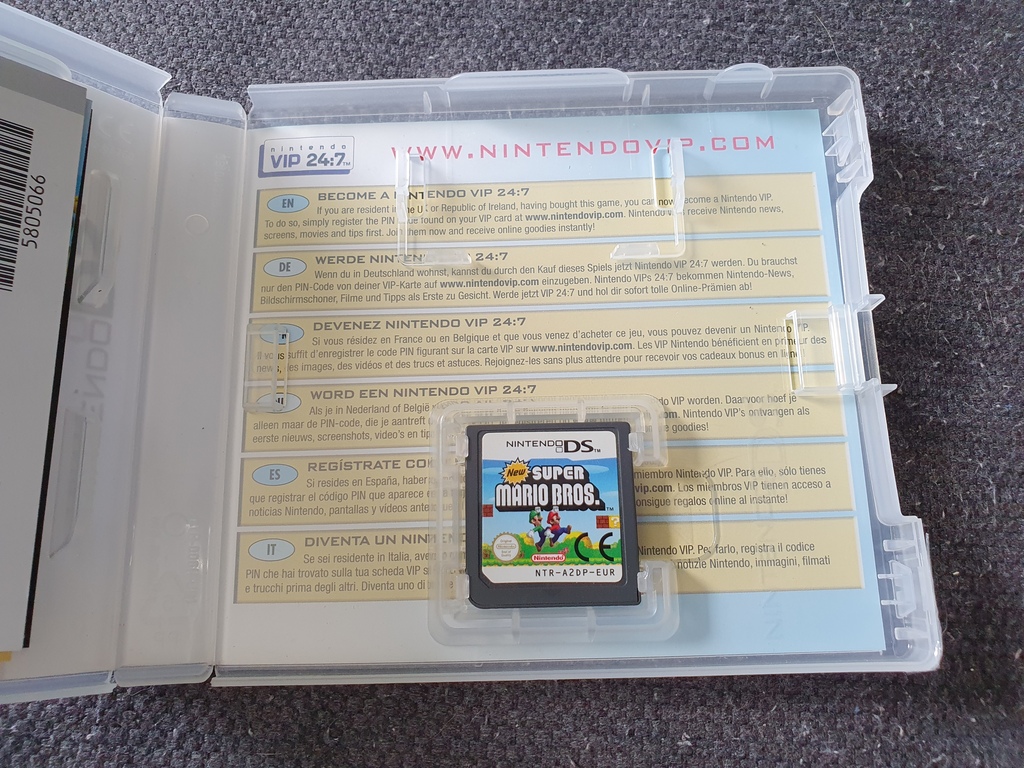 5805066
nintendo
VIP 24:7 TM
WWW.NINTENDOVIP.COM
EN BECOME A NINTENDO VIP 24:7
If you are resident in the UK or Republic of Ireland, having bought this game, you can now become a Nintendo VIP.
To do so, simply register the PIN code found on your VIP card at www.nintendovip.com. Nintendo VIPs receive Nintendo news,
screens, movies and tips first. Join them now and receive online goodies instantly!
DE WERDE NINTENDO VIP 24:7
Wenn du in Deutschland wohnst, kannst du durch den Kauf dieses Spiels jetzt Nintendo VIP 24:7 werden. Du brauchst
nur den PIN-Code von deiner VIP-Karte auf www.nintendovip.com einzugeben. Nintendo VIPs 24:7 bekommen Nintendo-News,
Bildschirmschoner, Filme und Tipps als Erste zu Gesicht. Werde jetzt VIP 24:7 und hol dir sofort tolle Online-Prämien ab!
DEVENEZ NINTENDO VIP 24:7
Si vous résidez en France ou en Belgique et que vous venez d'acheter ce jeu, vous pouvez devenir un Nintendo VIP.
Il vous suffit d'enregistrer le code PIN figurant sur la carte VIP sur www.nintendovip.com. Les VIP Nintendo bénéficient en primeur des
news, des images, des vidéos et des trucs et astuces. Rejoignez-les sans plus attendre pour recevoir vos cadeaux bonus en ligne
WORD EEN NINTENDO VIP 24:7
Als je in Nederland of België VIP worden. Daarvoor hoef je
alleen maar de PIN-code, die je aantreft .com. Nintendo VIP's ontvangen als
eerste nieuws, screenshots, video's en tips goodies!
ES REGÍSTRATE COMO
Si resides en España, haber miembro Nintendo VIP. Para ello, sólo tienes
que registrar el código PIN que aparece vip.com. Los miembros VIP tienen acceso a
noticias Nintendo, pantallas y vídeos antes consigue regalos online al instante!
IT DIVENTA UN NINTENDO
Se sei residente in Italia, Nintendo VIP. Per farlo, registra il codice
PIN che hai trovato sulla tua scheda VIP notizie Nintendo, immagini, filmati
e trucchi prima degli altri. Diventa uno di
NINTENDO DS TM
New SUPER
MARIO BROS. TM
Nintendo
CE
NTR-A2DP-EUR